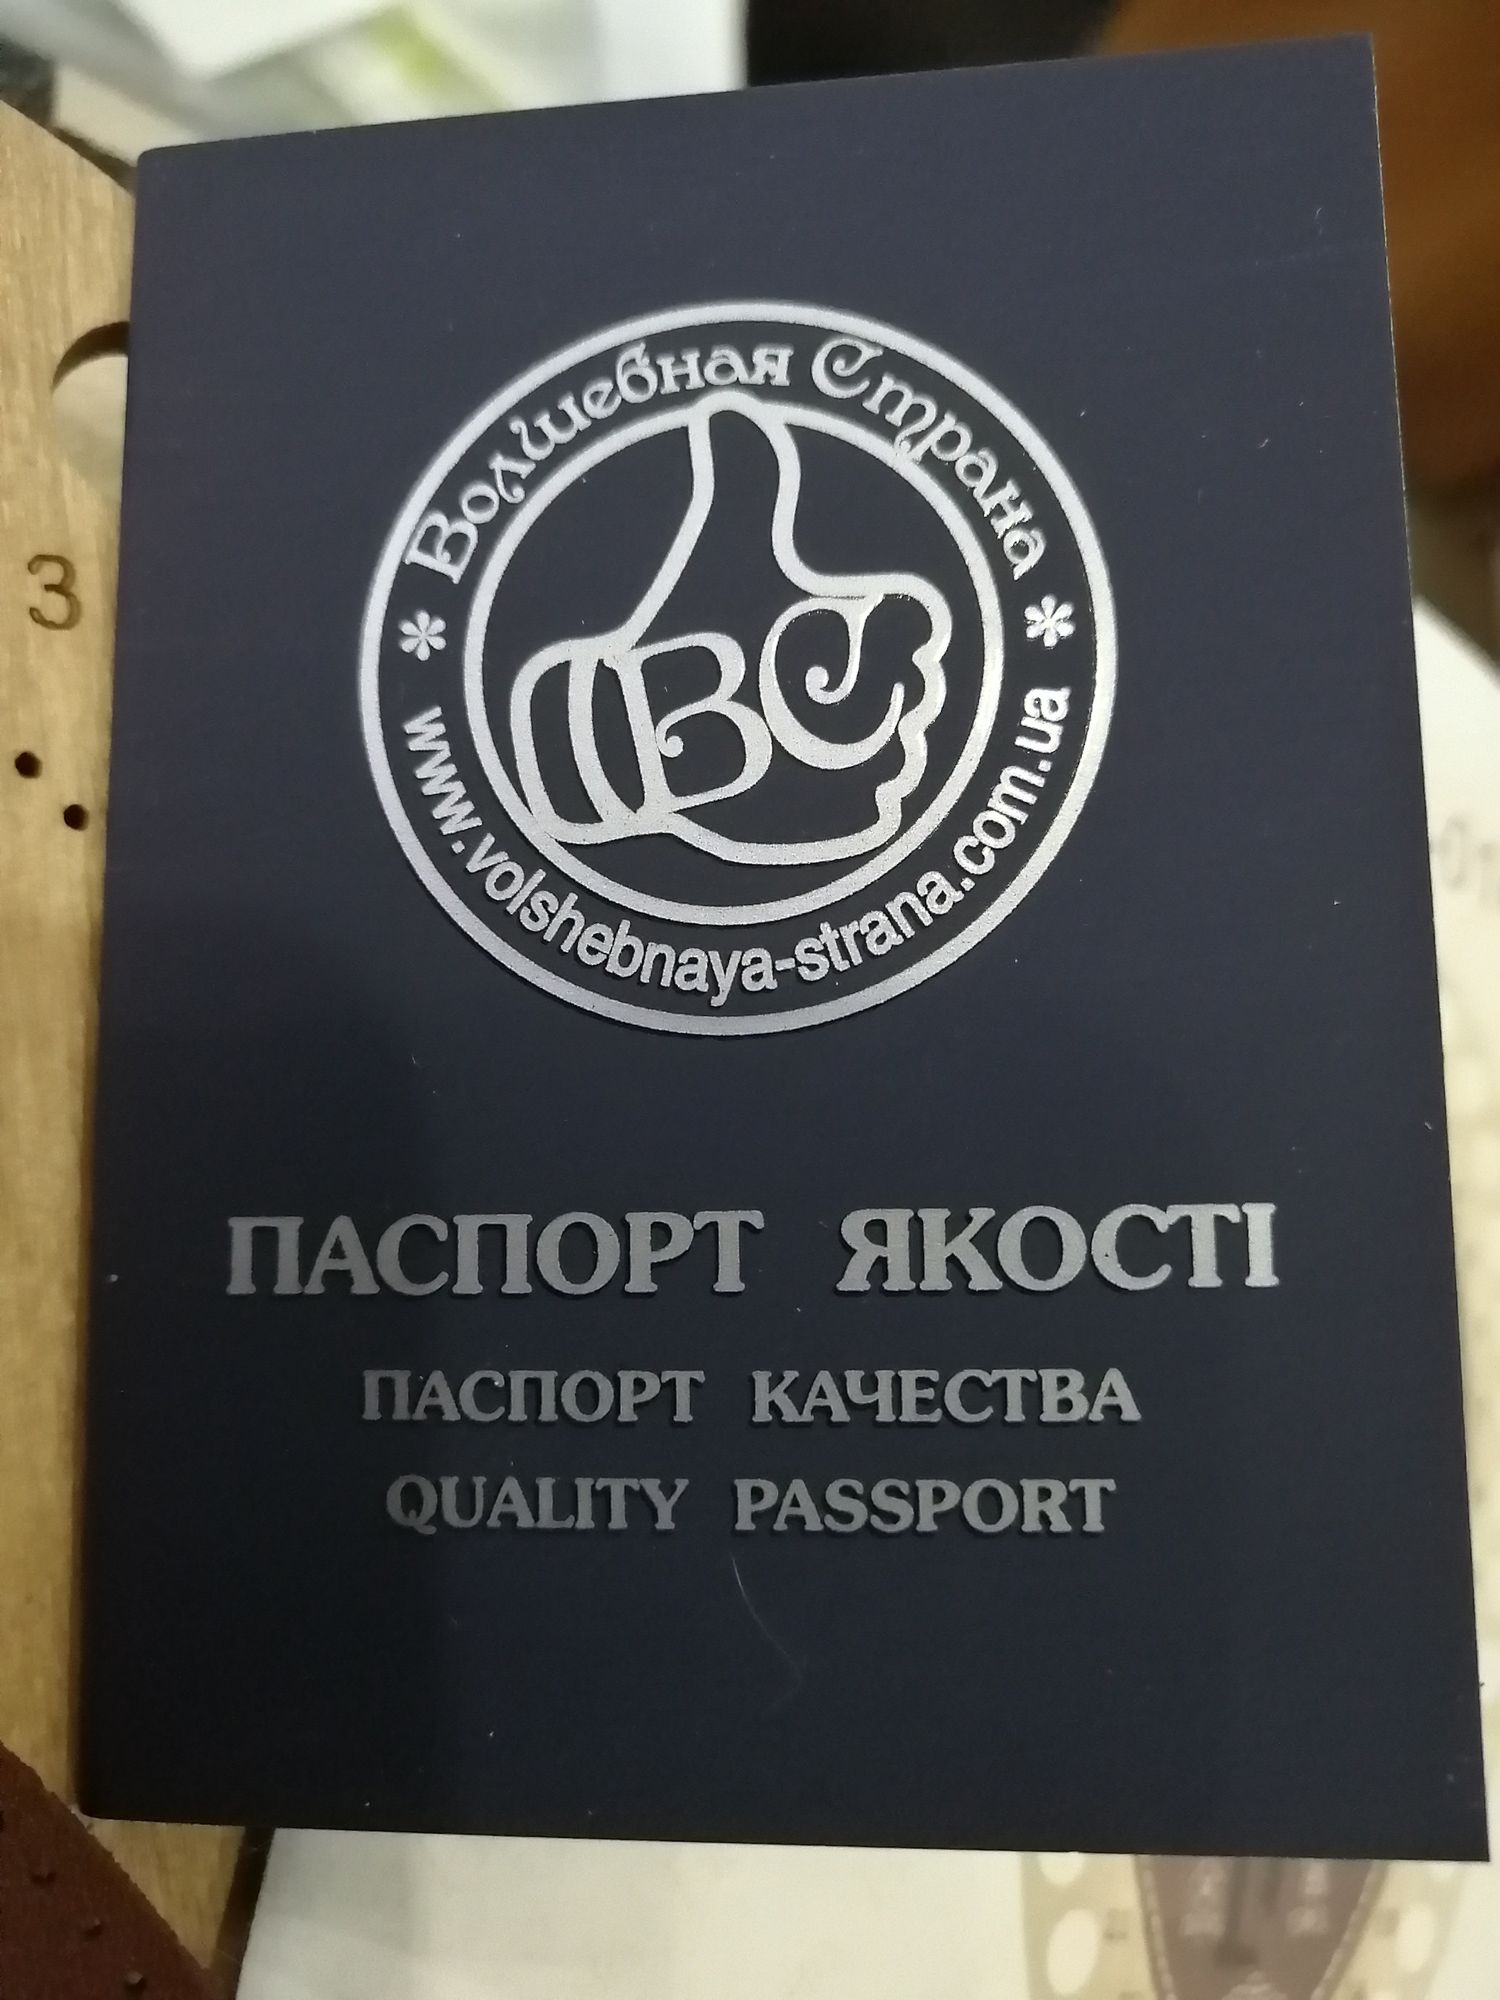 Волшебная Страна
ВС
www.volshebnaya-strana.com.ua
ПАСПОРТ ЯКОСТІ
ПАСПОРТ КАЧЕСТВА
QUALITY PASSPORT
3